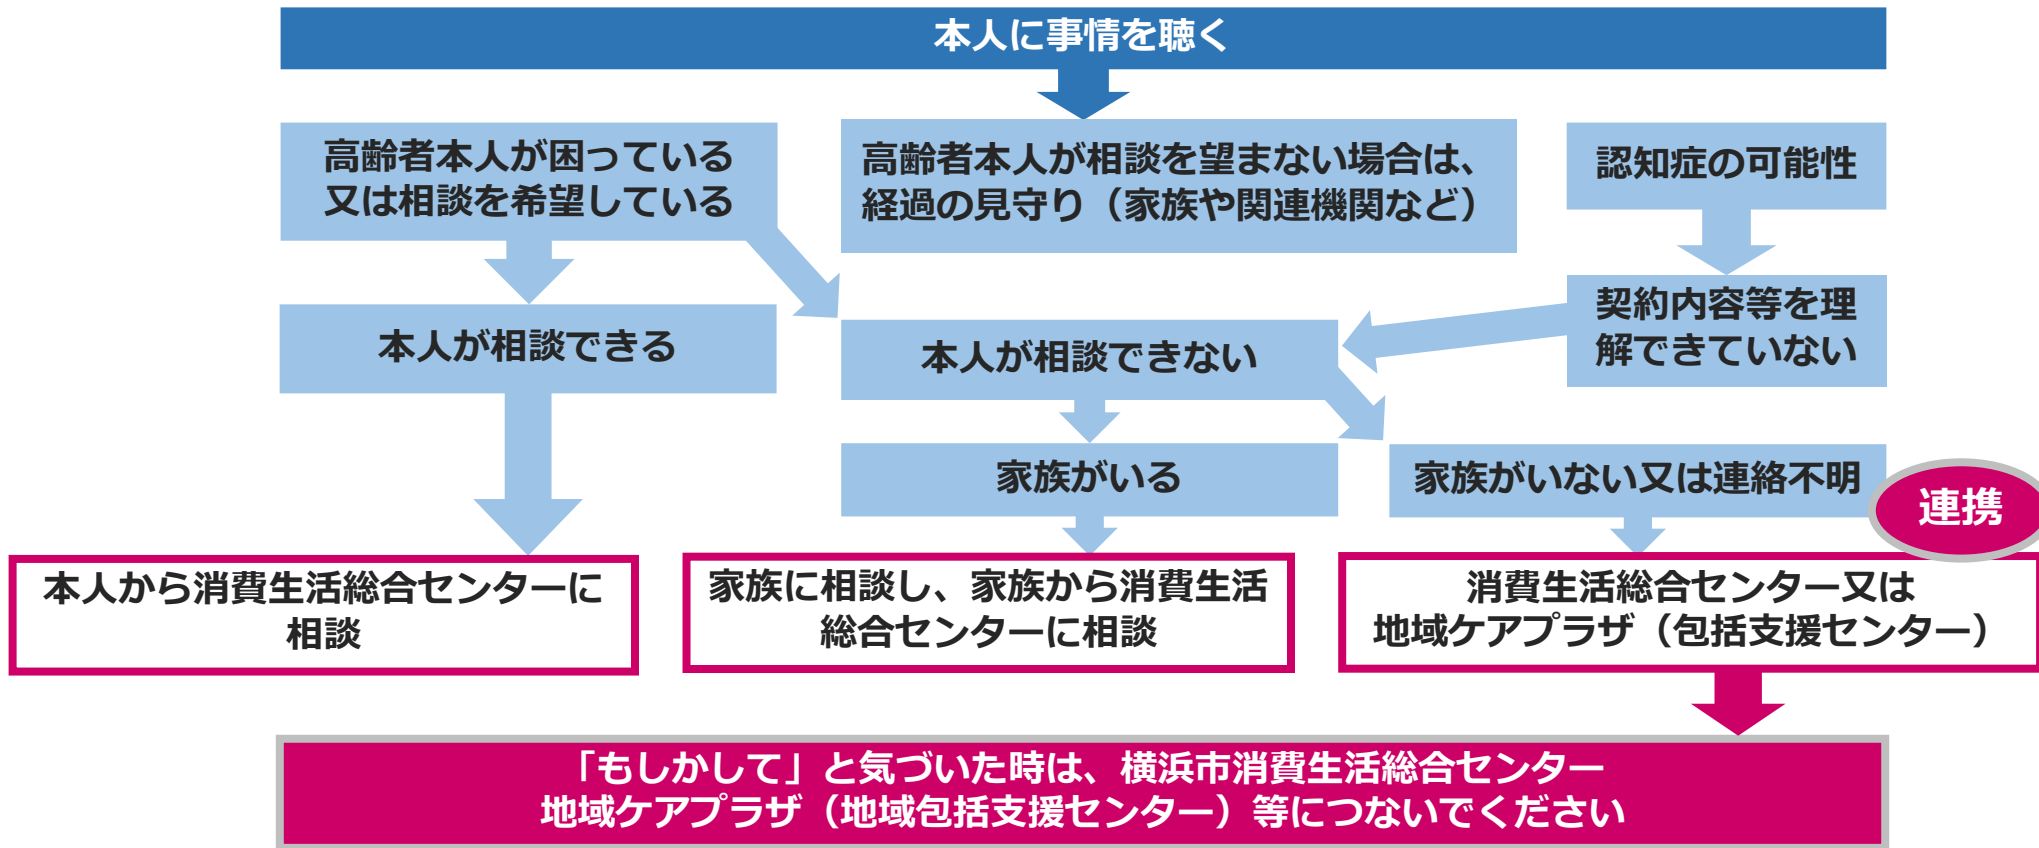 本人に事情を聴く
高齢者本人が困っている
又は相談を希望している
高齢者本人が相談を望まない場合は、
経過の見守り（家族や関連機関など）
認知症の可能性
本人が相談できる
本人が相談できない
契約内容等を理
解できていない
家族がいる
家族がいない又は連絡不明
連携
本人から消費生活総合センターに
相談
家族に相談し、家族から消費生活
総合センターに相談
消費生活総合センター又は
地域ケアプラザ（包括支援センター）
「もしかして」と気づいた時は、横浜市消費生活総合センター
地域ケアプラザ（地域包括支援センター）等につないでください